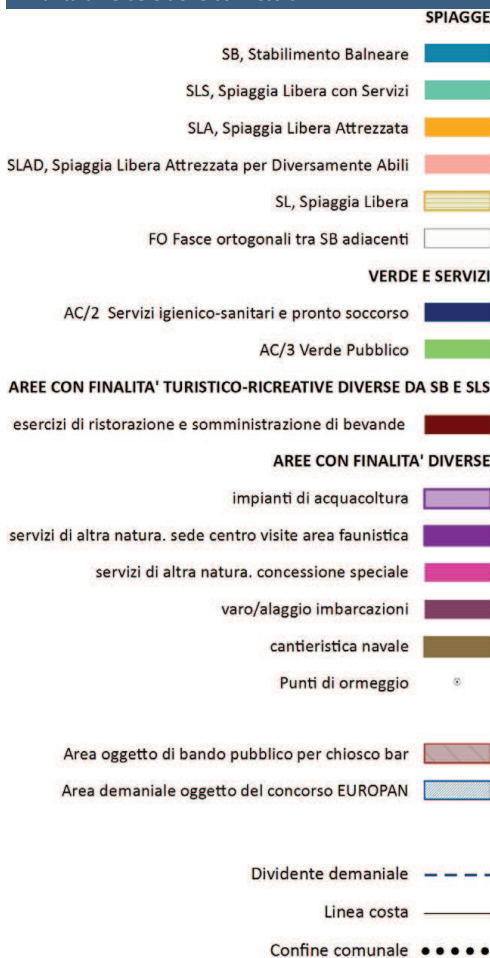 SPIAGGE
SB, Stabilimento Balneare
SLS, Spiaggia Libera con Servizi
SLA, Spiaggia Libera Attrezzata
SLAD, Spiaggia Libera Attrezzata per Diversamente Abili
SL, Spiaggia Libera
FO Fasce ortogonali tra SB adiacenti
VERDE E SERVIZI
AC/2 Servizi igienico-sanitari e pronto soccorso
AC/3 Verde Pubblico
AREE CON FINALITA' TURISTICO-RICREATIVE DIVERSE DA SB E SLS
esercizi di ristorazione e somministrazione di bevande
AREE CON FINALITA' DIVERSE
impianti di acquacoltura
servizi di altra natura. sede centro visite area faunistica
servizi di altra natura. concessione speciale
varo/alaggio imbarcazioni
cantieristica navale
Punti di ormeggio
Area oggetto di bando pubblico per chiosco bar
Area demaniale oggetto del concorso EUROPAN
Dividente demaniale
Linea costa
Confine comunale